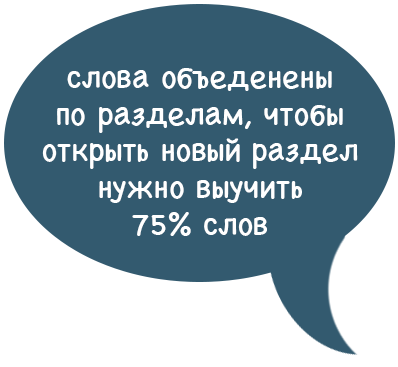 слова объеденены
по разделам, чтобы
открыть новый раздел
нужно выучить
75% слов